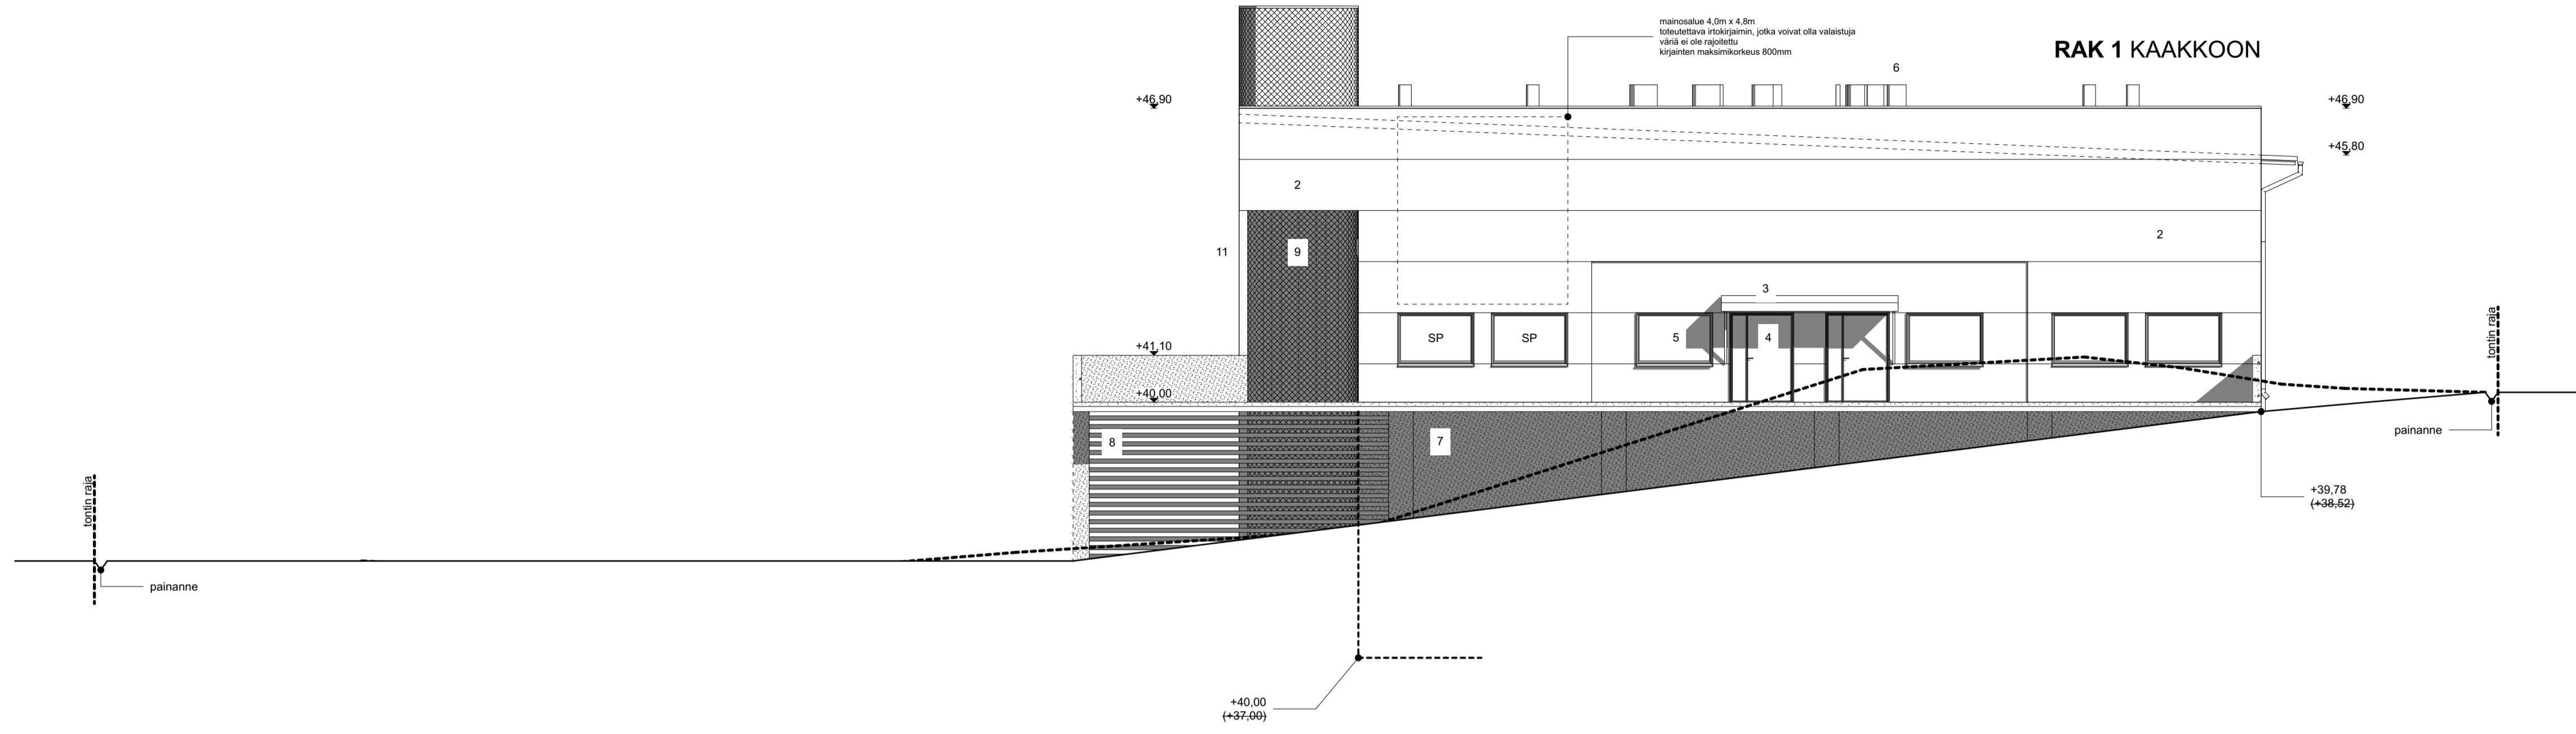 mainosalue 4,0m x 4,8m
toteutettava irtokirjaimin, jotka voivat olla valaistuja
väriä ei ole rajoitettu
kirjainten maksimikorkeus 800mm
RAK 1 KAAKKOON
6
+46,90
+46,90
+45,80
2
2
11
9
3
SP
SP
5
4
+41,10
+40,00
tontin raja
painanne
8
7
+39,78
(+38,52)
tontin raja
painanne
+40,00
(+37,00)